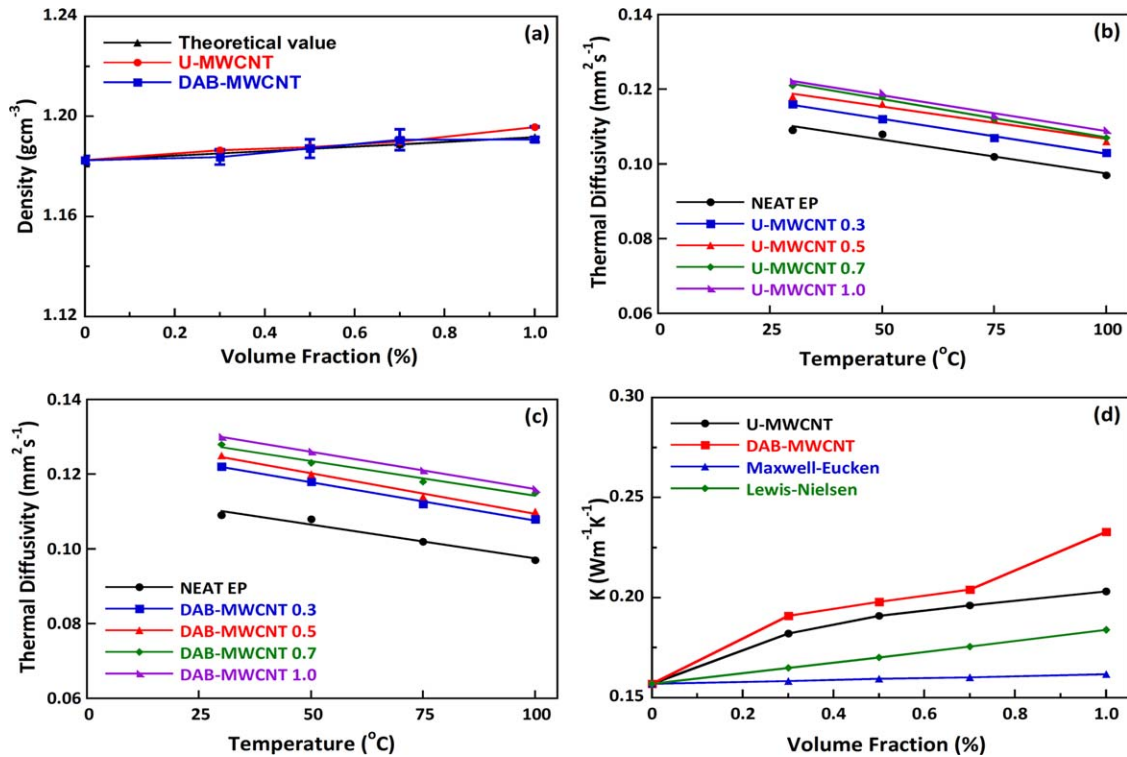 (a)
Density (gcm⁻³)
1.24
1.20
1.16
1.12
Theoretical value
U-MWCNT
DAB-MWCNT
0
0.2
0.4
0.6
0.8
1.0
Volume Fraction (%)
(b)
Thermal Diffusivity (mm²s⁻¹)
0.14
0.12
0.10
0.08
0.06
NEAT EP
U-MWCNT 0.3
U-MWCNT 0.5
U-MWCNT 0.7
U-MWCNT 1.0
0
25
50
75
100
Temperature (°C)
(c)
Thermal Diffusivity (mm²s⁻¹)
0.14
0.12
0.10
0.08
0.06
NEAT EP
DAB-MWCNT 0.3
DAB-MWCNT 0.5
DAB-MWCNT 0.7
DAB-MWCNT 1.0
0
25
50
75
100
Temperature (°C)
(d)
K (Wm⁻¹K⁻¹)
0.30
0.25
0.20
0.15
U-MWCNT
DAB-MWCNT
Maxwell-Eucken
Lewis-Nielsen
0
0.2
0.4
0.6
0.8
1.0
Volume Fraction (%)